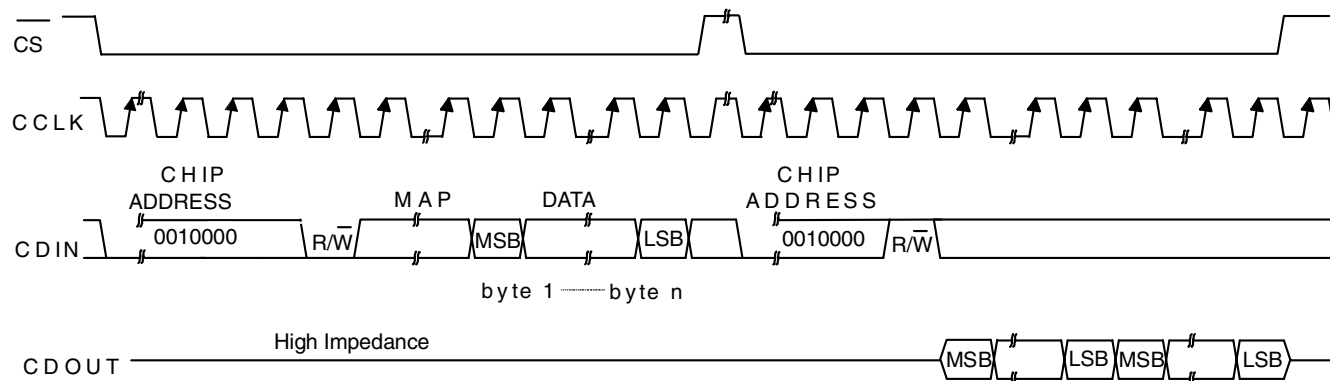 CS
CCLK
CHIP
ADDRESS
MAP
DATA
CHIP
ADDRESS
CDIN
0010000
R/W
MSB
LSB
0010000
R/W
byte 1
byte n
High Impedance
CDOUT
MSB
LSB
MSB
LSB